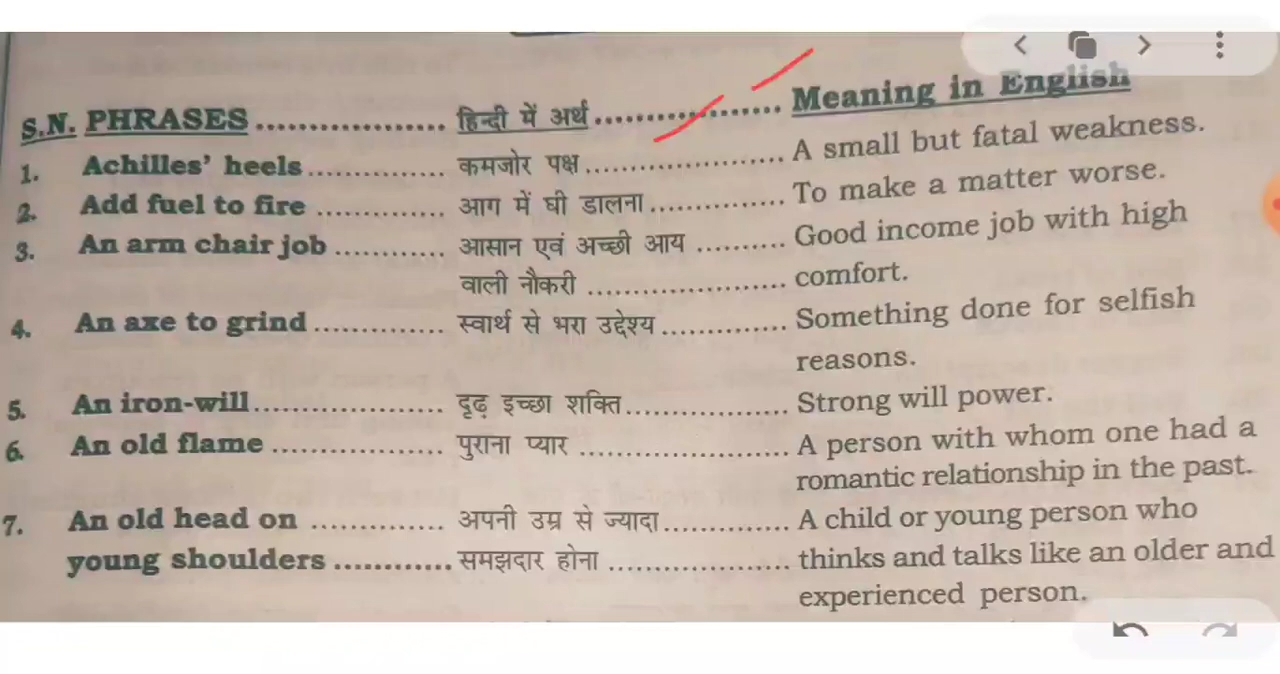 S.N. PHRASES .................. हिन्दी में अर्थ .................. Meaning in English
1. Achilles’ heels .............. कमजोर पक्ष .................... A small but fatal weakness.
2. Add fuel to fire ............. आग में घी डालना .............. To make a matter worse.
3. An arm chair job ............ आसान एवं अच्छी आय .......... Good income job with high
वाली नौकरी ...................... comfort.
4. An axe to grind ............. स्वार्थ से भरा उद्देश्य ............. Something done for selfish
reasons.
5. An iron-will................... दृढ़ इच्छा शक्ति.................. Strong will power.
6. An old flame ................. पुराना प्यार ....................... A person with whom one had a
romantic relationship in the past.
7. An old head on .............. अपनी उम्र से ज्यादा ............. A child or young person who
young shoulders ............ समझदार होना .................... thinks and talks like an older and
experienced person.